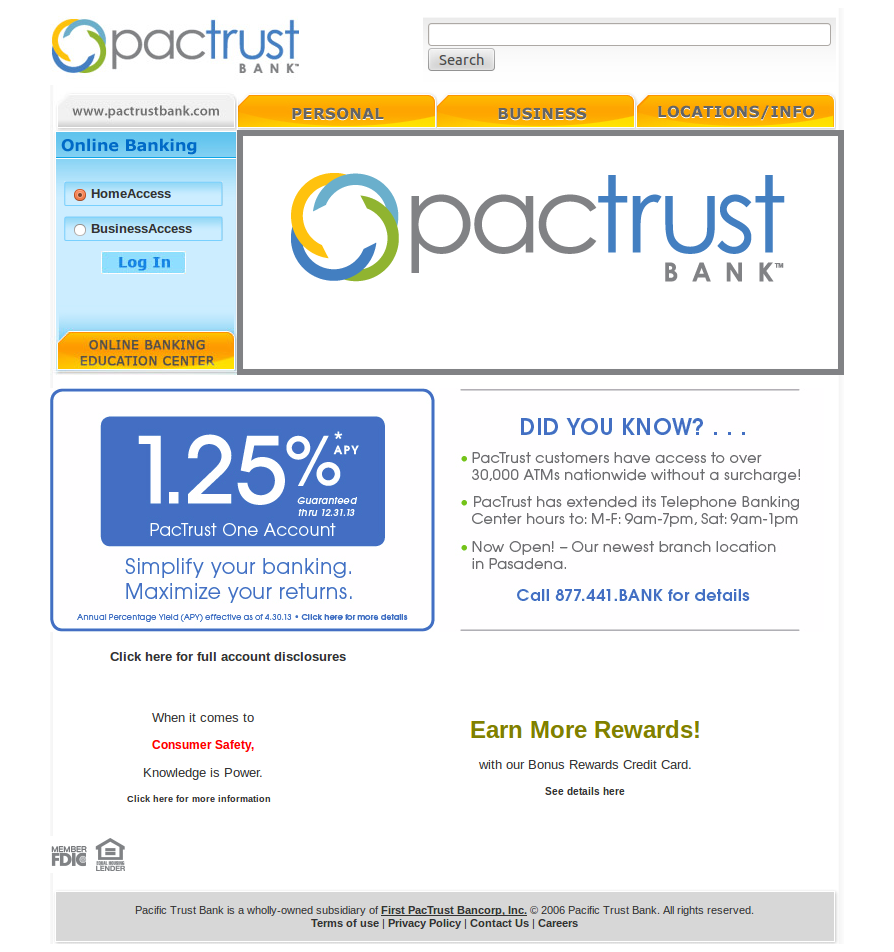 pactrust
BANK™
Search
www.pactrustbank.com
PERSONAL
BUSINESS
LOCATIONS/INFO
Online Banking
HomeAccess
BusinessAccess
Log In
ONLINE BANKING
EDUCATION CENTER
pactrust
BANK™
1.25%*
APY
Guaranteed
thru 12.31.13
PacTrust One Account
Simplify your banking.
Maximize your returns.
Annual Percentage Yield (APY) effective as of 4.30.13 • Click here for more details
DID YOU KNOW? . . .
• PacTrust customers have access to over
30,000 ATMs nationwide without a surcharge!
• PacTrust has extended its Telephone Banking
Center hours to: M-F: 9am-7pm, Sat: 9am-1pm
• Now Open! – Our newest branch location
in Pasadena.
Call 877.441.BANK for details
Click here for full account disclosures
When it comes to
Consumer Safety,
Knowledge is Power.
Click here for more information
Earn More Rewards!
with our Bonus Rewards Credit Card.
See details here
MEMBER
FDIC
EQUAL HOUSING
LENDER
Pacific Trust Bank is a wholly-owned subsidiary of First PacTrust Bancorp, Inc. © 2006 Pacific Trust Bank. All rights reserved.
Terms of use | Privacy Policy | Contact Us | Careers